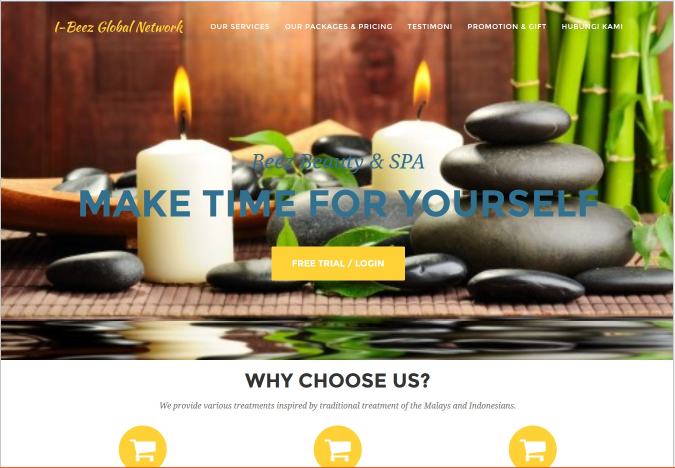 I-Beez Global Network
OUR SERVICES
OUR PACKAGES & PRICING
TESTIMONI
PROMOTION & GIFT
HUBUNGI KAMI
Beez Beauty & SPA
MAKE TIME FOR YOURSELF
FREE TRIAL / LOGIN
WHY CHOOSE US?
We provide various treatments inspired by traditional treatment of the Malays and Indonesians.